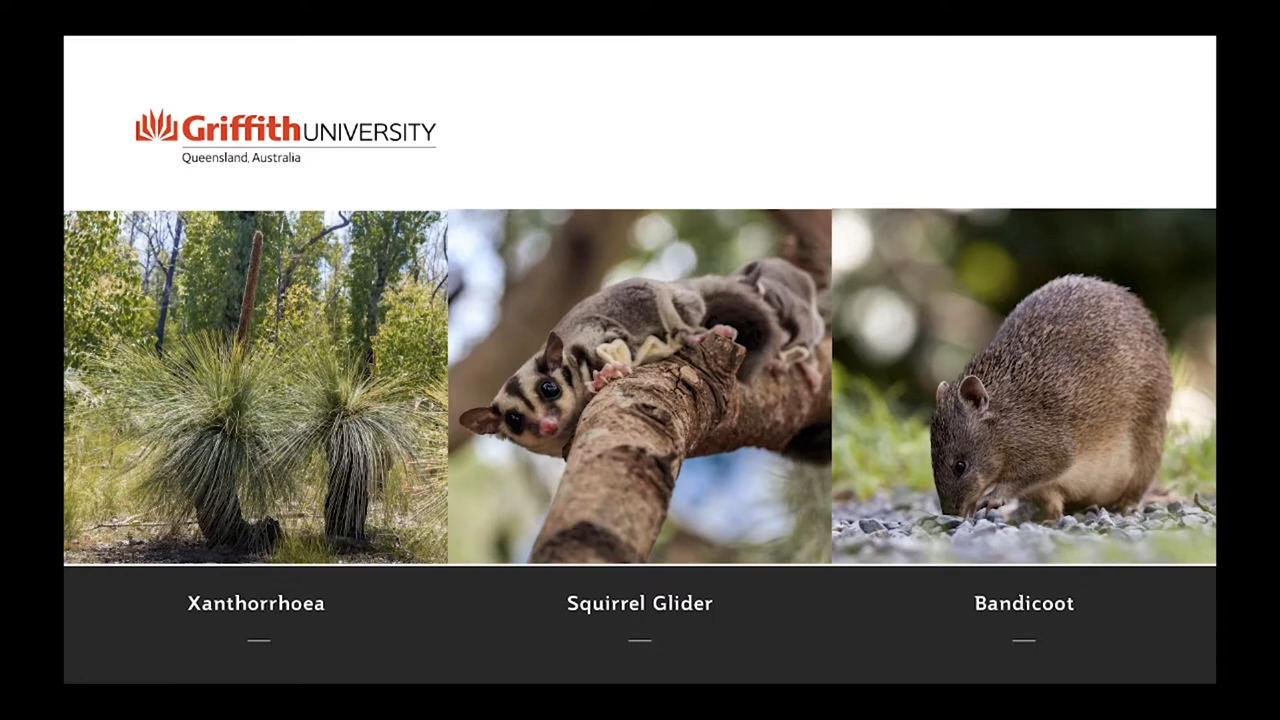 Griffith UNIVERSITY
Queensland, Australia
Xanthorrhoea
Squirrel Glider
Bandicoot